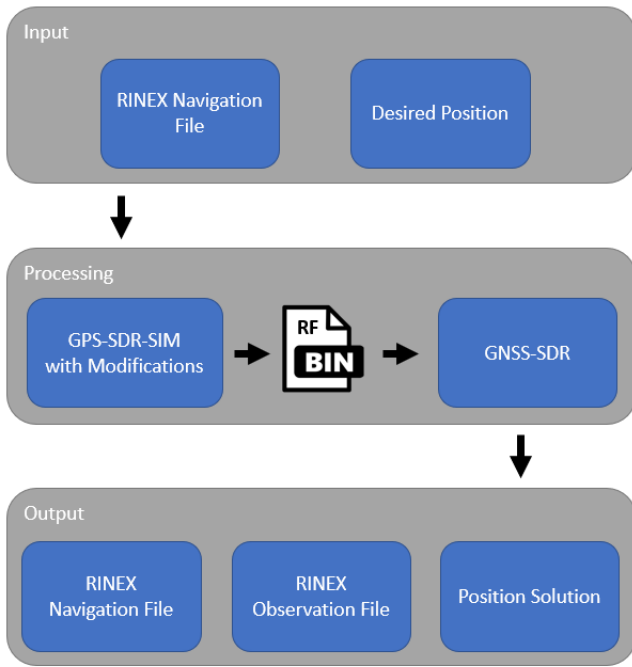 Input
RINEX Navigation
File
Desired Position
Processing
GPS-SDR-SIM
with Modifications
RF
BIN
GNSS-SDR
Output
RINEX
Navigation File
RINEX
Observation File
Position Solution